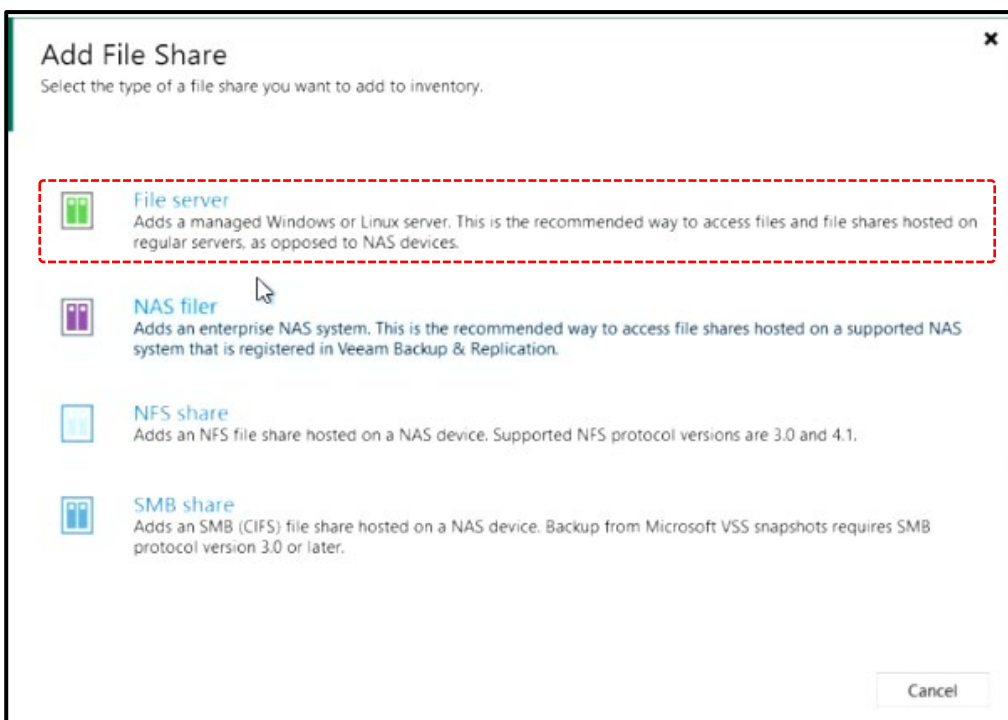 Add File Share
Select the type of a file share you want to add to inventory.
File server
Adds a managed Windows or Linux server. This is the recommended way to access files and file shares hosted on
regular servers, as opposed to NAS devices.
NAS filer
Adds an enterprise NAS system. This is the recommended way to access file shares hosted on a supported NAS
system that is registered in Veeam Backup & Replication.
NFS share
Adds an NFS file share hosted on a NAS device. Supported NFS protocol versions are 3.0 and 4.1.
SMB share
Adds an SMB (CIFS) file share hosted on a NAS device. Backup from Microsoft VSS snapshots requires SMB
protocol version 3.0 or later.
Cancel